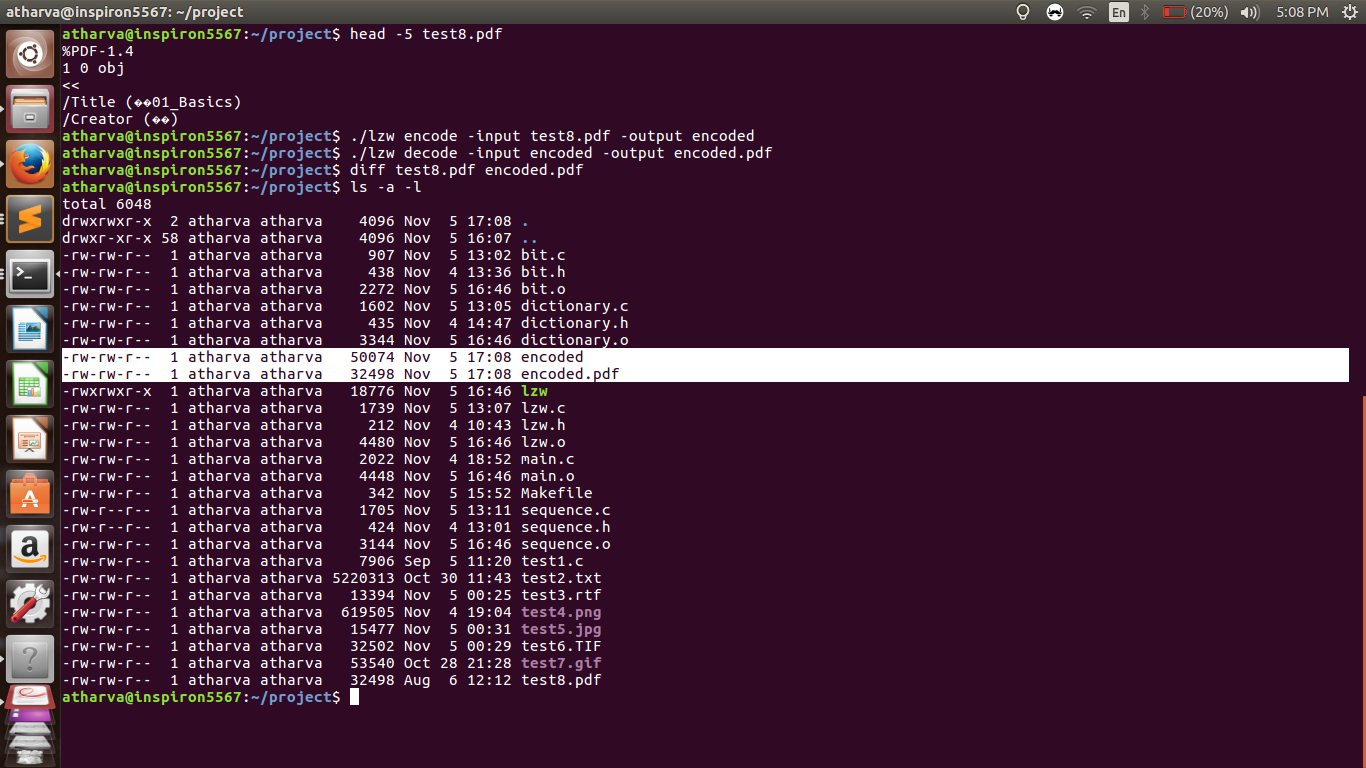 atharva@inspiron5567: ~/project En (20%) 5:08 PM
atharva@inspiron5567:~/project$ head -5 test8.pdf
%PDF-1.4
1 0 obj
<<
/Title (��01_Basics)
/Creator (��)
atharva@inspiron5567:~/project$ ./lzw encode -input test8.pdf -output encoded
atharva@inspiron5567:~/project$ ./lzw decode -input encoded -output encoded.pdf
atharva@inspiron5567:~/project$ diff test8.pdf encoded.pdf
atharva@inspiron5567:~/project$ ls -a -l
total 6048
drwxrwxr-x  2 atharva atharva    4096 Nov  5 17:08 .
drwxr-xr-x 58 atharva atharva    4096 Nov  5 16:07 ..
-rw-rw-r--  1 atharva atharva     907 Nov  5 13:02 bit.c
-rw-rw-r--  1 atharva atharva     438 Nov  4 13:36 bit.h
-rw-rw-r--  1 atharva atharva    2272 Nov  5 16:46 bit.o
-rw-rw-r--  1 atharva atharva    1602 Nov  5 13:05 dictionary.c
-rw-rw-r--  1 atharva atharva     435 Nov  4 14:47 dictionary.h
-rw-rw-r--  1 atharva atharva    3344 Nov  5 16:46 dictionary.o
-rw-rw-r--  1 atharva atharva   50074 Nov  5 17:08 encoded
-rw-rw-r--  1 atharva atharva   32498 Nov  5 17:08 encoded.pdf
-rwxrwxr-x  1 atharva atharva   18776 Nov  5 16:46 lzw
-rw-rw-r--  1 atharva atharva    1739 Nov  5 13:07 lzw.c
-rw-rw-r--  1 atharva atharva     212 Nov  4 10:43 lzw.h
-rw-rw-r--  1 atharva atharva    4480 Nov  5 16:46 lzw.o
-rw-rw-r--  1 atharva atharva    2022 Nov  4 18:52 main.c
-rw-rw-r--  1 atharva atharva    4448 Nov  5 16:46 main.o
-rw-rw-r--  1 atharva atharva     342 Nov  5 15:52 Makefile
-rw-r--r--  1 atharva atharva    1705 Nov  5 13:11 sequence.c
-rw-rw-r--  1 atharva atharva     424 Nov  4 13:01 sequence.h
-rw-rw-r--  1 atharva atharva    3144 Nov  5 16:46 sequence.o
-rw-rw-r--  1 atharva atharva    7906 Sep  5 11:20 test1.c
-rw-rw-r--  1 atharva atharva 5220313 Oct 30 11:43 test2.txt
-rw-rw-r--  1 atharva atharva   13394 Nov  5 00:25 test3.rtf
-rw-rw-r--  1 atharva atharva  619505 Nov  4 19:04 test4.png
-rw-rw-r--  1 atharva atharva   15477 Nov  5 00:31 test5.jpg
-rw-rw-r--  1 atharva atharva   32502 Nov  5 00:29 test6.TIF
-rw-rw-r--  1 atharva atharva   53540 Oct 28 21:28 test7.gif
-rw-rw-r--  1 atharva atharva   32498 Aug  6 12:12 test8.pdf
atharva@inspiron5567:~/project$